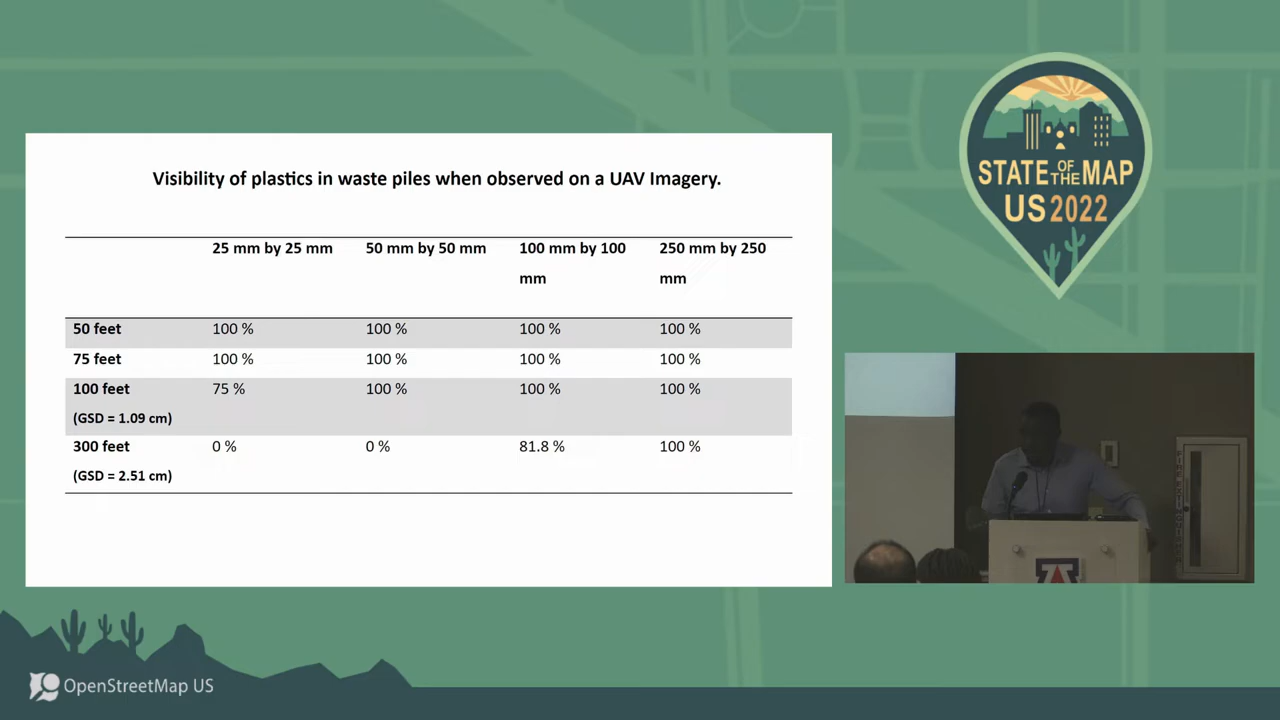 Visibility of plastics in waste piles when observed on a UAV Imagery.
25 mm by 25 mm 50 mm by 50 mm 100 mm by 100 mm 250 mm by 250 mm
50 feet 100 % 100 % 100 % 100 %
75 feet 100 % 100 % 100 % 100 %
100 feet 75 % 100 % 100 % 100 %
(GSD = 1.09 cm)
300 feet 0 % 0 % 81.8 % 100 %
(GSD = 2.51 cm)
STATE OF THE MAP
US 2022
A
OpenStreetMap US